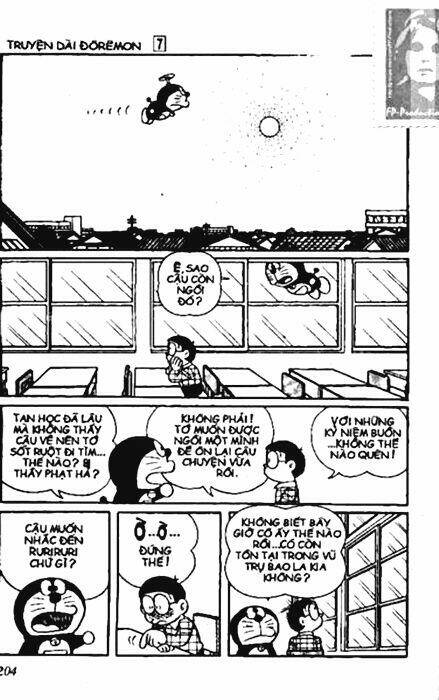 TRUYỆN DÀI ĐÔRÊMON 7
Ê, SAO
CẬU CÒN
NGỒI
ĐÓ?
TAN HỌC ĐÃ LÂU
MÀ KHÔNG THẤY
CẬU VỀ NÊN TỚ
SỐT RUỘT ĐI TÌM...
THẾ NÀO? BỊ
THẦY PHẠT HẢ?
KHÔNG PHẢI!
TỚ MUỐN ĐƯỢC
NGỒI MỘT MÌNH
ĐỂ ÔN LẠI CÂU
CHUYỆN VỪA
RỒI.
VỚI NHỮNG
KỶ NIỆM BUỒN
...KHÔNG THỂ
NÀO QUÊN!
CẬU MUỐN
NHẮC ĐẾN
RURIRURI
CHỨ GÌ?
Ờ...Ờ...
ĐÚNG
THẾ!
KHÔNG BIẾT BÂY
GIỜ CÔ ẤY THẾ NÀO
RỒI...CÓ CÒN
TỒN TẠI TRONG VŨ
TRỤ BAO LA KIA
KHÔNG?
204